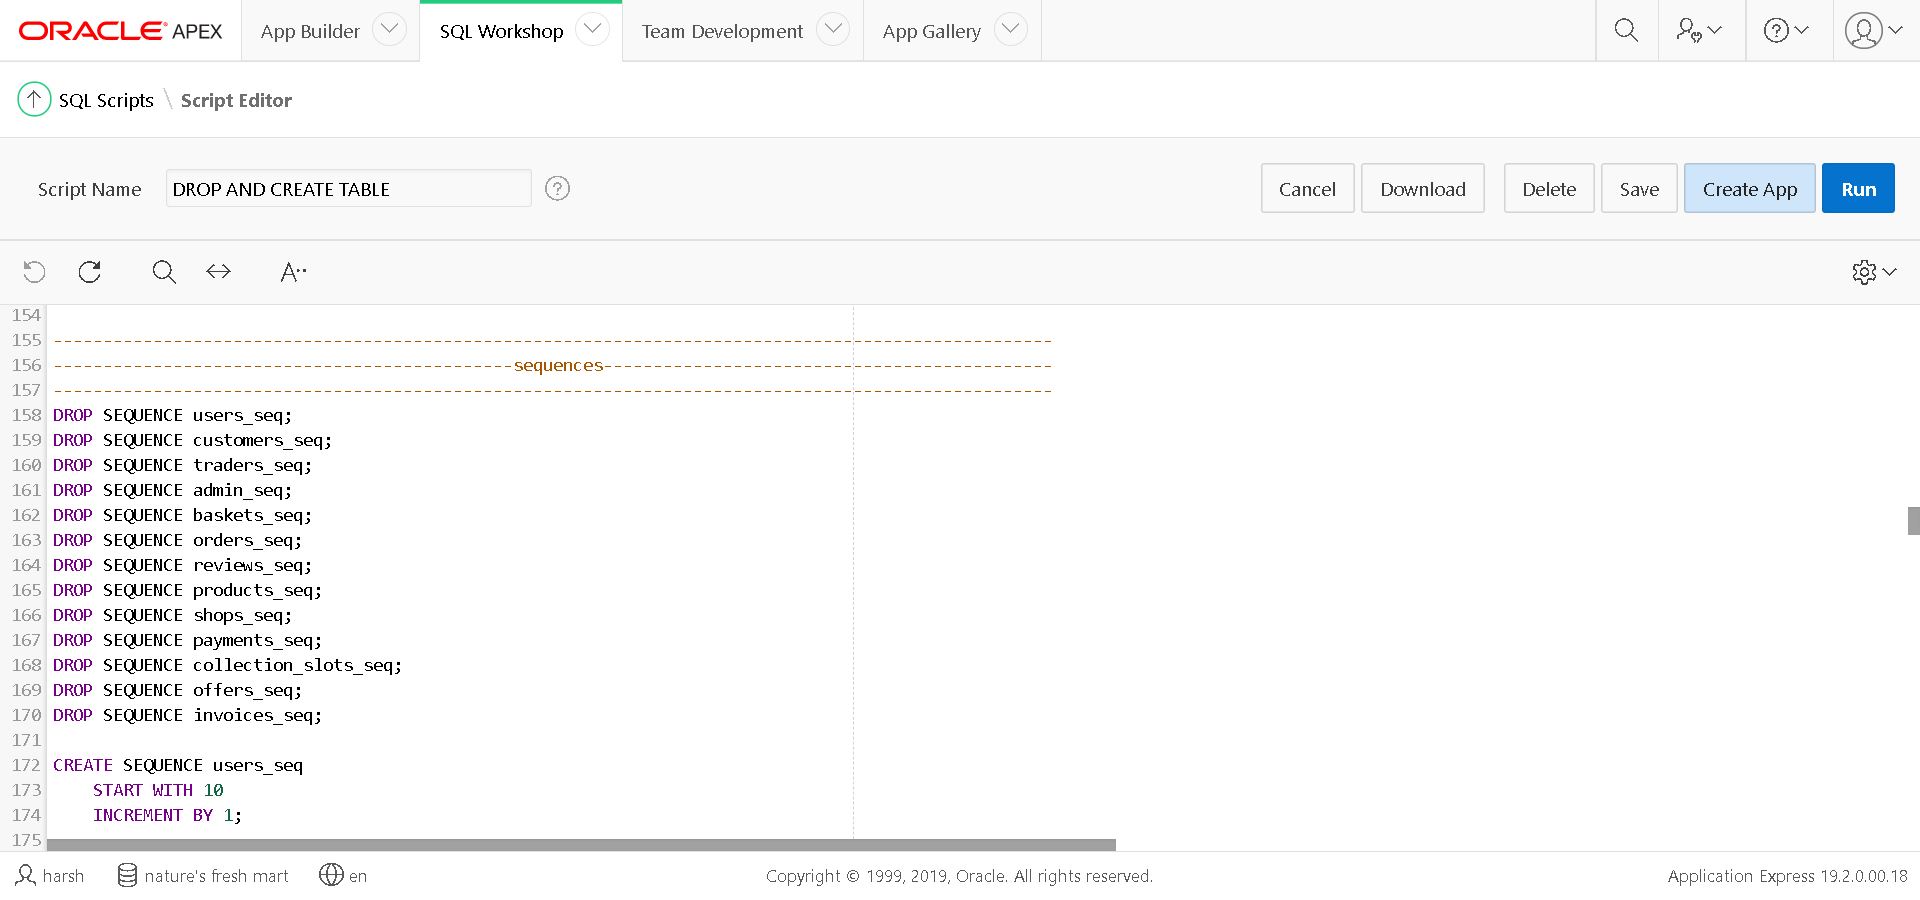 ORACLE APEX App Builder SQL Workshop Team Development App Gallery
SQL Scripts \ Script Editor
Script Name DROP AND CREATE TABLE ? Cancel Download Delete Save Create App Run
A··
154
155 ----------------------------------------------------------------------------------------------------
156 ----------------------------------------------sequences---------------------------------------------
157 ----------------------------------------------------------------------------------------------------
158 DROP SEQUENCE users_seq;
159 DROP SEQUENCE customers_seq;
160 DROP SEQUENCE traders_seq;
161 DROP SEQUENCE admin_seq;
162 DROP SEQUENCE baskets_seq;
163 DROP SEQUENCE orders_seq;
164 DROP SEQUENCE reviews_seq;
165 DROP SEQUENCE products_seq;
166 DROP SEQUENCE shops_seq;
167 DROP SEQUENCE payments_seq;
168 DROP SEQUENCE collection_slots_seq;
169 DROP SEQUENCE offers_seq;
170 DROP SEQUENCE invoices_seq;
171
172 CREATE SEQUENCE users_seq
173     START WITH 10
174     INCREMENT BY 1;
175
harsh nature's fresh mart en Copyright © 1999, 2019, Oracle. All rights reserved. Application Express 19.2.0.00.18